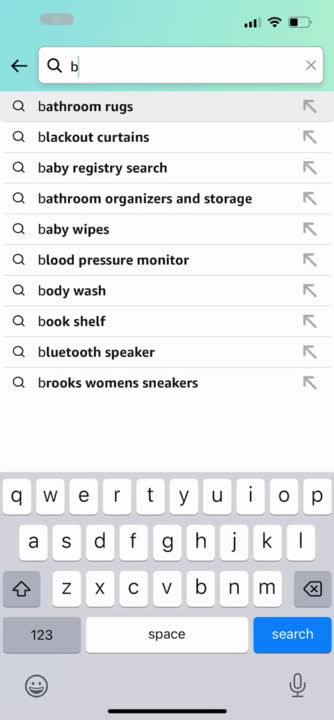 b
bathroom rugs
blackout curtains
baby registry search
bathroom organizers and storage
baby wipes
blood pressure monitor
body wash
book shelf
bluetooth speaker
brooks womens sneakers
q w e r t y u i o p
a s d f g h j k l
z x c v b n m
123 space search